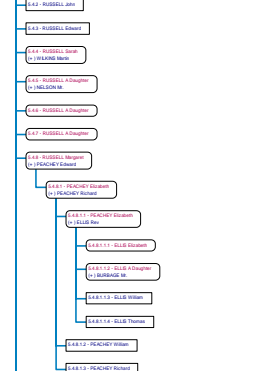 5.4.2 - RUSSELL John
5.4.3 - RUSSELL Edward
5.4.4 - RUSSELL Sarah
(+ ) WILKINS Martin
5.4.5 - RUSSELL A Daughter
(+ ) NELSON Mr.
5.4.6 - RUSSELL A Daughter
5.4.7 - RUSSELL A Daughter
5.4.8 - RUSSELL Margaret
(+ ) PEACHEY Edward
5.4.8.1 - PEACHEY Elizabeth
(+ ) PEACHEY Richard
5.4.8.1.1 - PEACHEY Elizabeth
(+ ) ELLIS Rev.
5.4.8.1.1.1 - ELLIS Elizabeth
5.4.8.1.1.2 - ELLIS A Daughter
(+ ) BURBAGE Mr.
5.4.8.1.1.3 - ELLIS William
5.4.8.1.1.4 - ELLIS Thomas
5.4.8.1.2 - PEACHEY William
5.4.8.1.3 - PEACHEY Richard